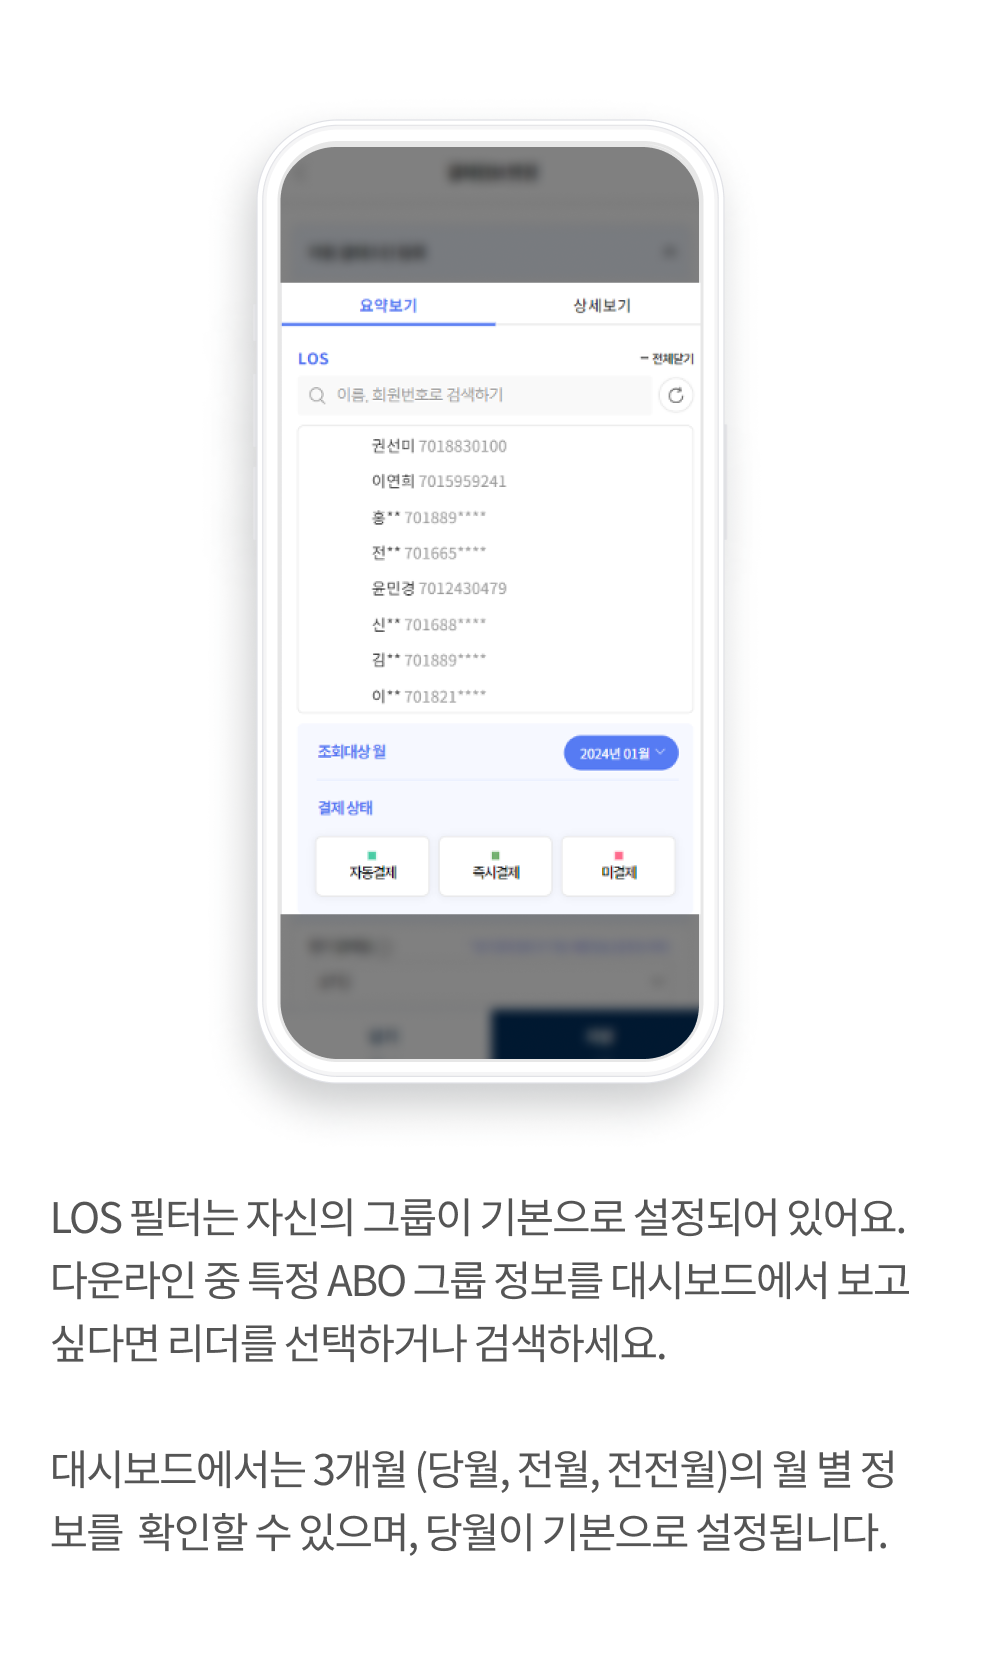 요약보기 상세보기
LOS − 전체닫기
이름, 회원번호로 검색하기
권선미 7018830100
이연희 7015959241
홍** 701889****
전** 701665****
윤민경 7012430479
신** 701688****
김** 701889****
이** 701821****
조회대상 월 2024년 01월
결제 상태
자동결제 즉시결제 미결제
LOS 필터는 자신의 그룹이 기본으로 설정되어 있어요.
다운라인 중 특정 ABO 그룹 정보를 대시보드에서 보고
싶다면 리더를 선택하거나 검색하세요.
대시보드에서는 3개월 (당월, 전월, 전전월)의 월 별 정
보를 확인할 수 있으며, 당월이 기본으로 설정됩니다.